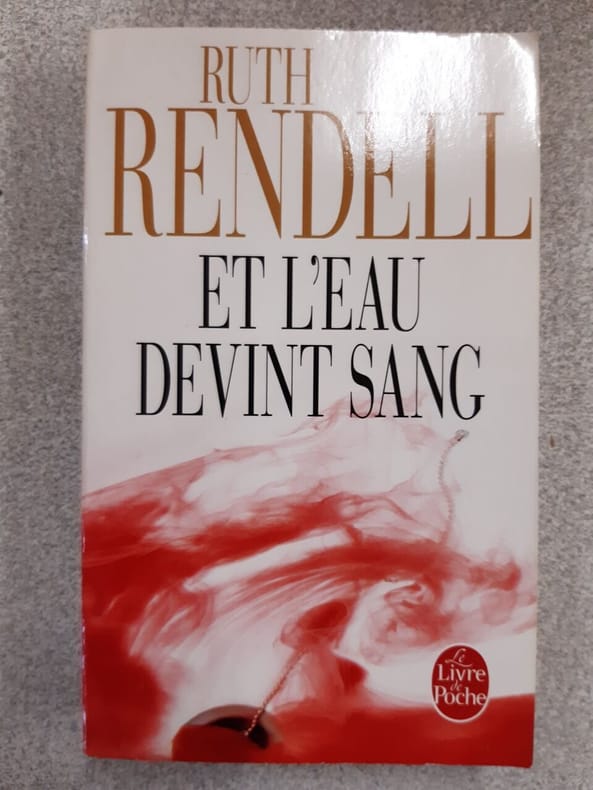 RUTH
RENDELL
ET L'EAU
DEVINT SANG
Le
Livre
de
Poche